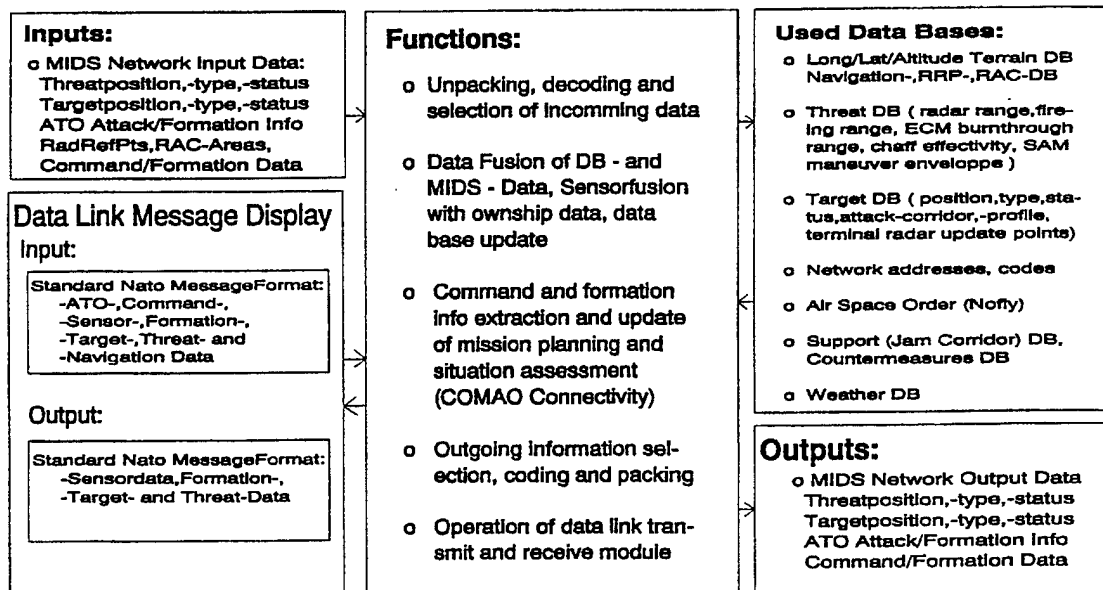 Inputs:
o MIDS Network Input Data:
Threatposition,-type,-status
Targetposition,-type,-status
ATO Attack/Formation Info
RadRefPts,RAC-Areas,
Command/Formation Data
Data Link Message Display
Input:
Standard Nato MessageFormat:
-ATO-,Command-,
-Sensor-,Formation-,
-Target-,Threat- and
-Navigation Data
Output:
Standard Nato MessageFormat:
-Sensordata,Formation-,
-Target- and Threat-Data
Functions:
o Unpacking, decoding and
selection of incomming data
o Data Fusion of DB - and
MIDS - Data, Sensorfusion
with ownship data, data
base update
o Command and formation
info extraction and update
of mission planning and
situation assessment
(COMAO Connectivity)
o Outgoing information sel-
ection, coding and packing
o Operation of data link tran-
smit and receive module
Used Data Bases:
o Long/Lat/Altitude Terrain DB
Navigation-,RRP-,RAC-DB
o Threat DB ( radar range,fire-
ing range, ECM burnthrough
range, chaff effectivity, SAM
maneuver enveloppe )
o Target DB ( position,type,sta-
tus,attack-corridor,-profile,
terminal radar update points)
o Network addresses, codes
o Air Space Order (Nofly)
o Support (Jam Corridor) DB,
Countermeasures DB
o Weather DB
Outputs:
o MIDS Network Output Data
Threatposition,-type,-status
Targetposition,-type,-status
ATO Attack/Formation Info
Command/Formation Data